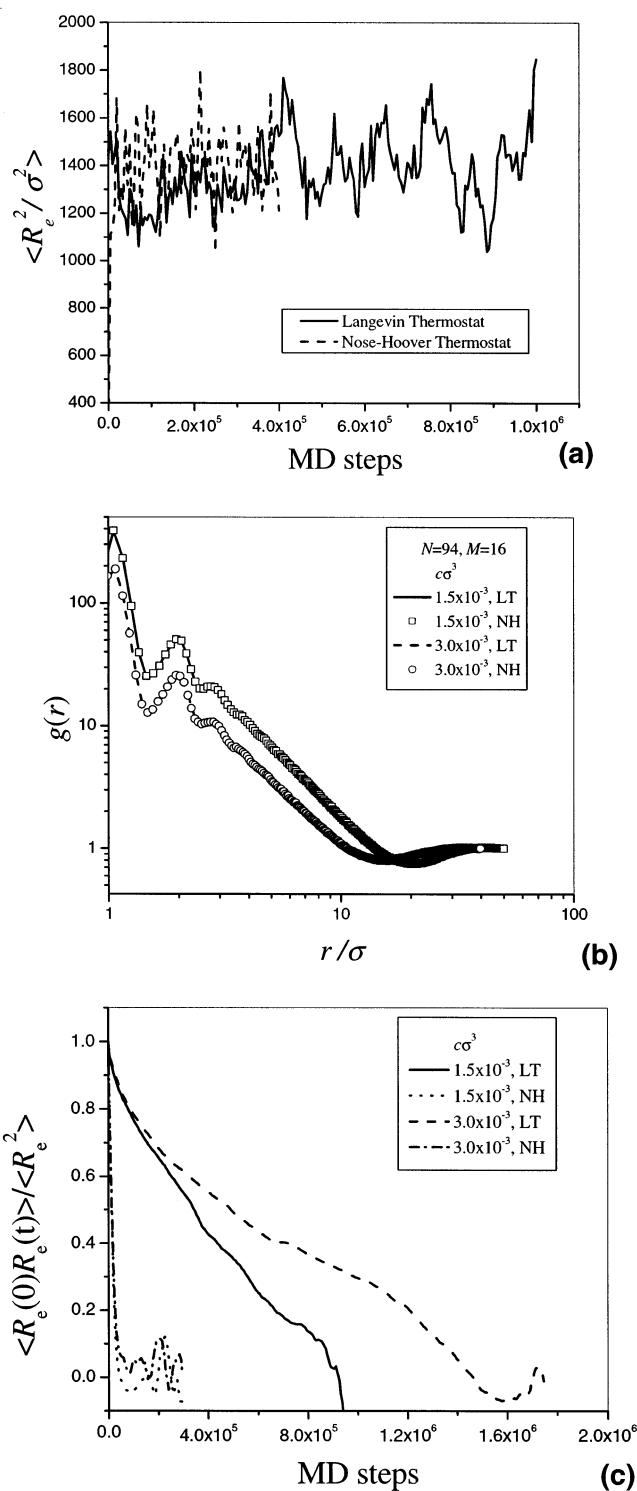 2000
1800
1600
1400
1200
1000
800
600
400
<R_e^2/σ^2>
Langevin Thermostat
Nose-Hoover Thermostat
0.0 2.0x10^5 4.0x10^5 6.0x10^5 8.0x10^5 1.0x10^6
MD steps
(a)
100
10
1
g(r)
N=94, M=16
cσ^3
1.5x10^-3, LT
1.5x10^-3, NH
3.0x10^-3, LT
3.0x10^-3, NH
1 10 100
r/σ
(b)
1.0
0.8
0.6
0.4
0.2
0.0
<R_e(0)R_e(t)>/<R_e^2>
cσ^3
1.5x10^-3, LT
1.5x10^-3, NH
3.0x10^-3, LT
3.0x10^-3, NH
0.0 4.0x10^5 8.0x10^5 1.2x10^6 1.6x10^6 2.0x10^6
MD steps
(c)